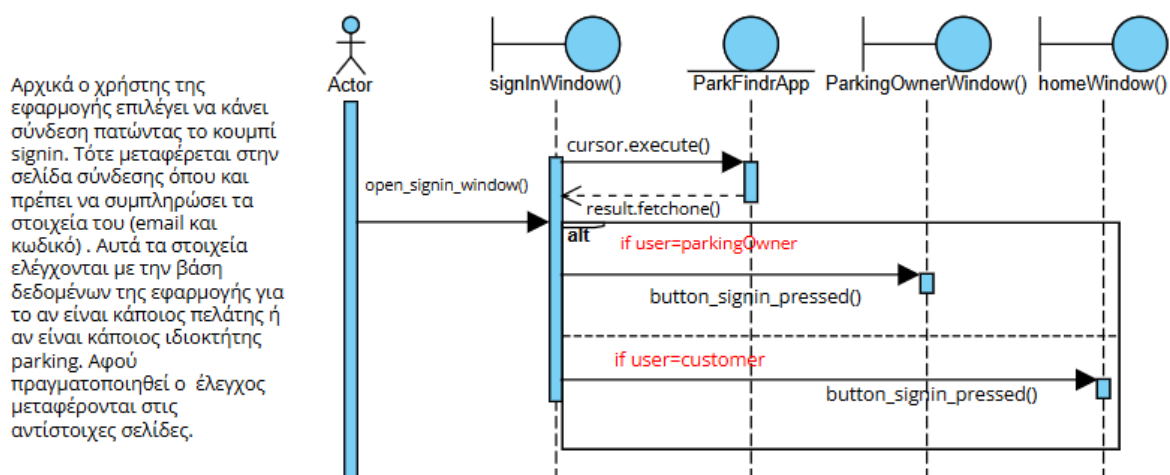 Αρχικά ο χρήστης της
εφαρμογής επιλέγει να κάνει
σύνδεση πατώντας το κουμπί
signin. Τότε μεταφέρεται στην
σελίδα σύνδεσης όπου και
πρέπει να συμπληρώσει τα
στοιχεία του (email και
κωδικό) . Αυτά τα στοιχεία
ελέγχονται με την βάση
δεδομένων της εφαρμογής για
το αν είναι κάποιος πελάτης ή
αν είναι κάποιος ιδιοκτήτης
parking. Αφού
πραγματοποιηθεί ο έλεγχος
μεταφέρονται στις
αντίστοιχες σελίδες.
Actor
signInWindow()
ParkFindrApp
ParkingOwnerWindow()
homeWindow()
cursor.execute()
open_signin_window()
result.fetchone()
alt
if user=parkingOwner
button_signin_pressed()
if user=customer
button_signin_pressed()